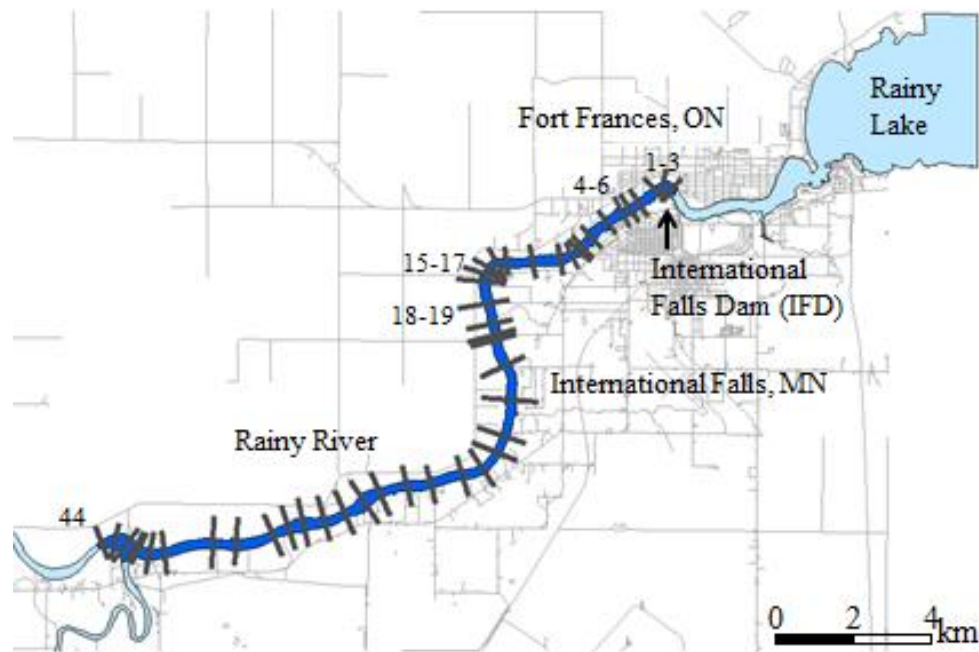 Rainy
Lake
Fort Frances, ON
1-3
4-6
15-17
International
Falls Dam (IFD)
18-19
International Falls, MN
Rainy River
44
0 2 4
km